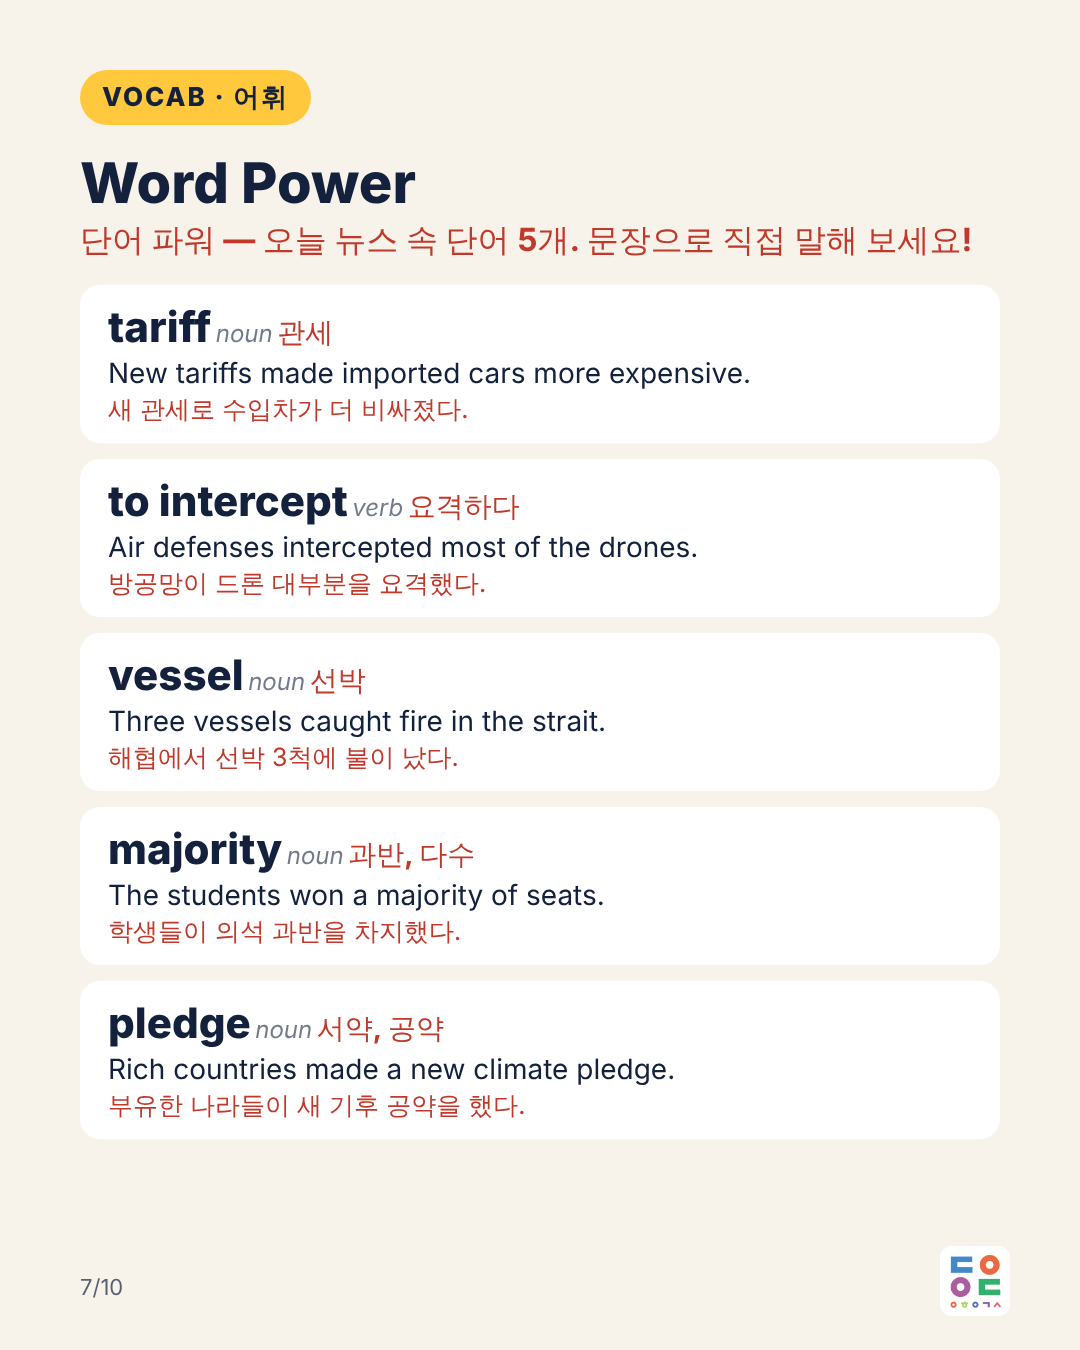 VOCAB · 어휘
Word Power
단어 파워 — 오늘 뉴스 속 단어 5개. 문장으로 직접 말해 보세요!
tariff noun 관세
New tariffs made imported cars more expensive.
새 관세로 수입차가 더 비싸졌다.
to intercept verb 요격하다
Air defenses intercepted most of the drones.
방공망이 드론 대부분을 요격했다.
vessel noun 선박
Three vessels caught fire in the strait.
해협에서 선박 3척에 불이 났다.
majority noun 과반, 다수
The students won a majority of seats.
학생들이 의석 과반을 차지했다.
pledge noun 서약, 공약
Rich countries made a new climate pledge.
부유한 나라들이 새 기후 공약을 했다.
7/10